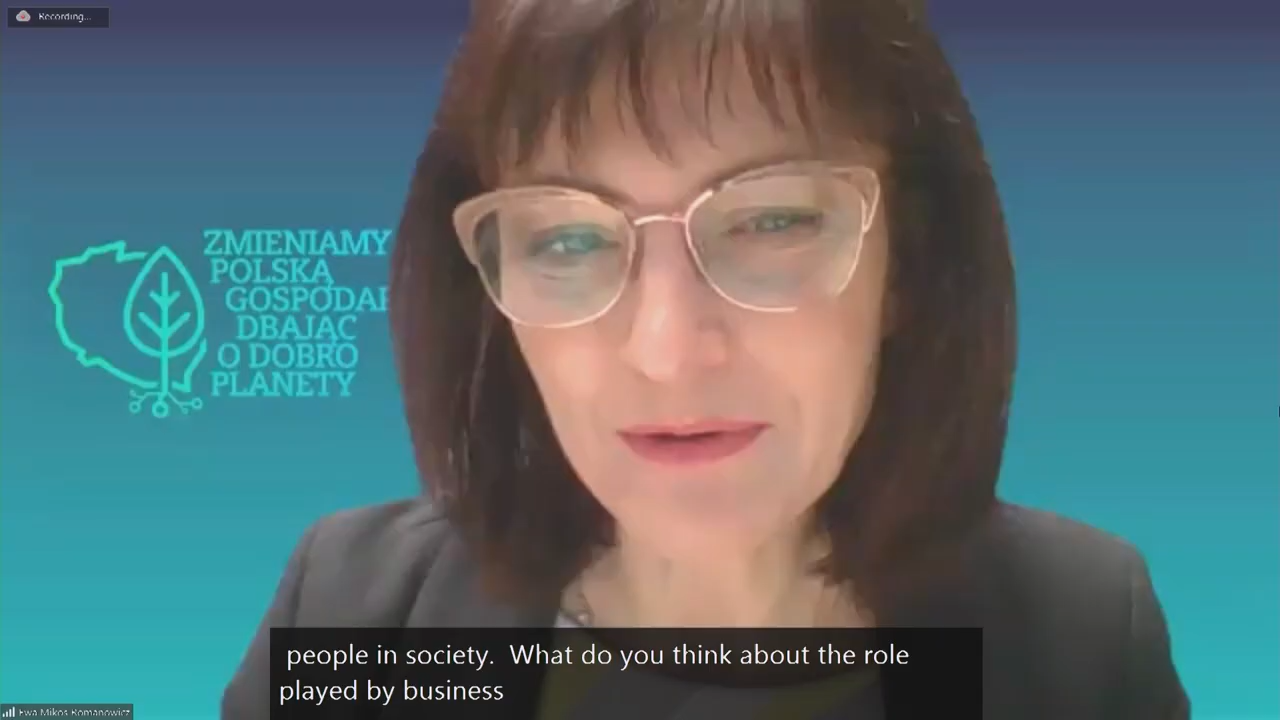 Recording...
ZMIENIAMY
POLSKĄ
GOSPODAR
DBAJĄC
O DOBRO
PLANETY
people in society.  What do you think about the role
played by business
Ewa Mikos-Romanowicz